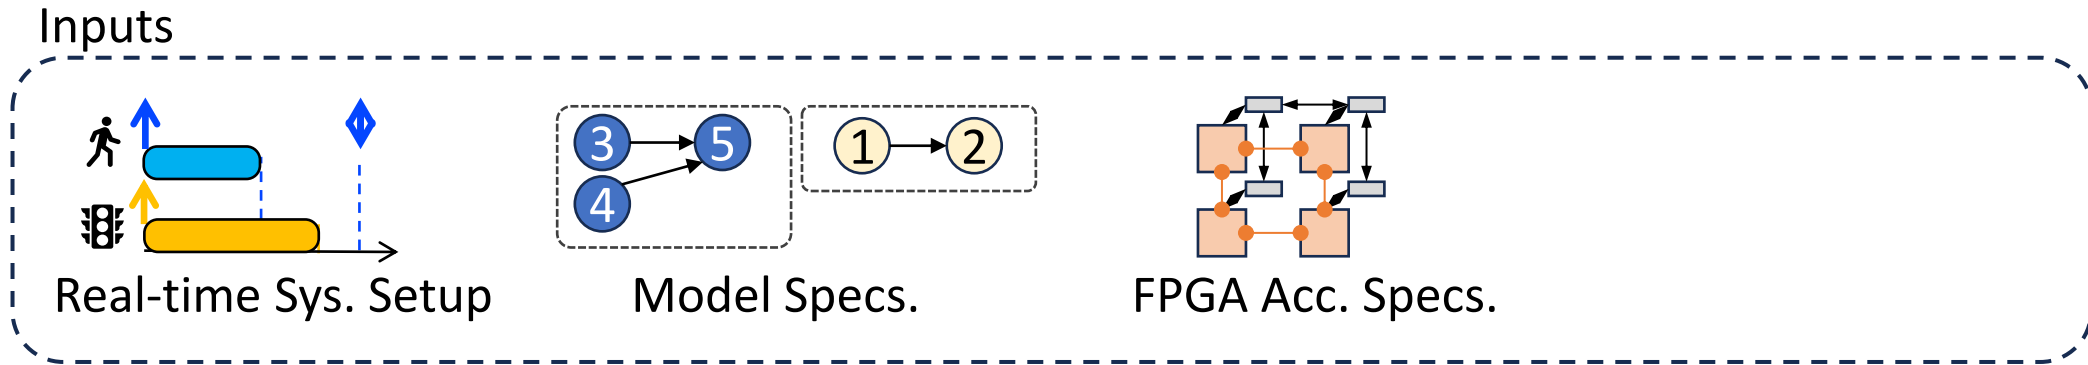 Inputs
3 5 1 2
4
Real-time Sys. Setup
Model Specs.
FPGA Acc. Specs.